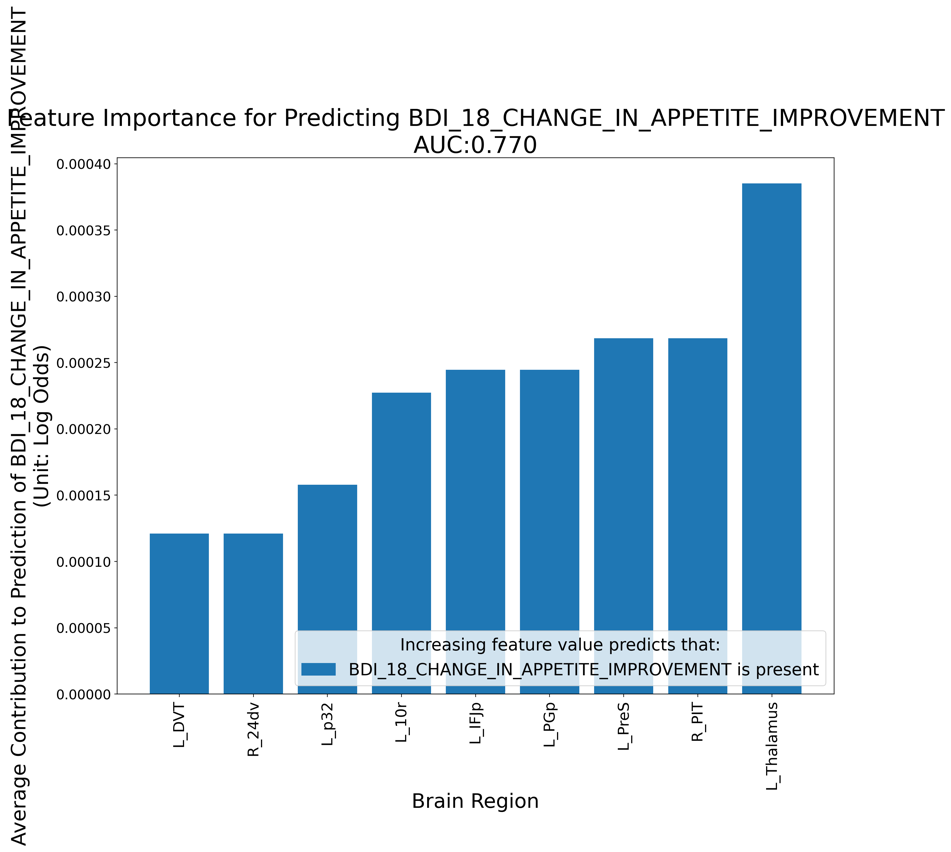 Feature Importance for Predicting BDI_18_CHANGE_IN_APPETITE_IMPROVEMENT
AUC:0.770
Average Contribution to Prediction of BDI_18_CHANGE_IN_APPETITE_IMPROVEMENT
(Unit: Log Odds)
0.00040
0.00035
0.00030
0.00025
0.00020
0.00015
0.00010
0.00005
0.00000
Increasing feature value predicts that:
BDI_18_CHANGE_IN_APPETITE_IMPROVEMENT is present
L_DVT
R_24dv
L_p32
L_10r
L_IFJp
L_PGp
L_PreS
R_PIT
L_Thalamus
Brain Region